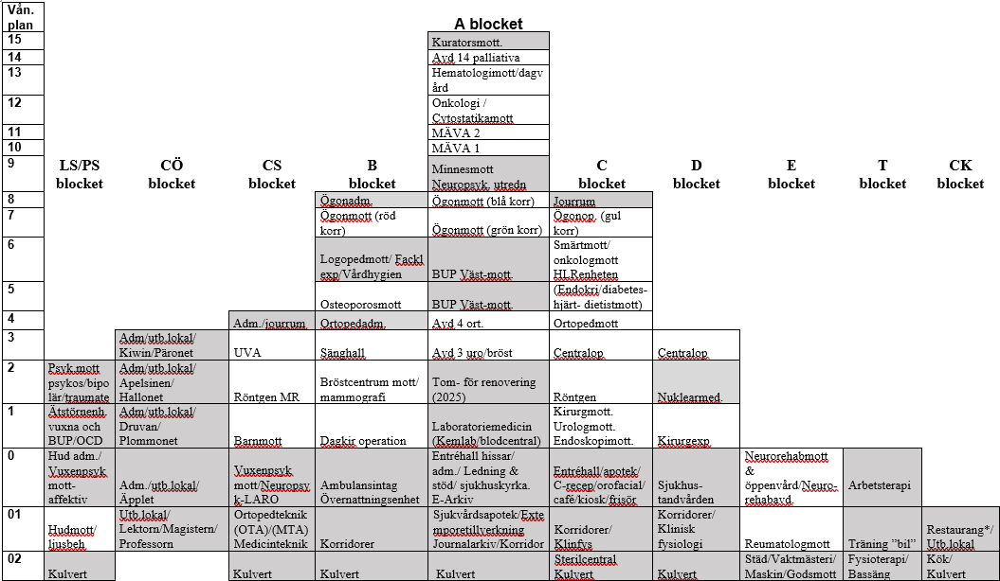 Vån.
plan
A blocket
15
Kuratorsmott.
14
Avd 14 palliativa
13
Hematologimott/dagv
ård
12
Onkologi /
Cytostatikamott
11
MÄVA 2
10
MÄVA 1
9
LS/PS
blocket
CÖ
blocket
CS
blocket
B
blocket
Minnesmott
Neuropsyk. utredn
C
blocket
D
blocket
E
blocket
T
blocket
CK
blocket
8
Ögonadm.
Ögonmott (blå korr)
Jourrum
7
Ögonmott (röd
korr)
Ögonmott (grön korr)
Ögonop. (gul
korr)
6
Logopedmott/ Fackl
exp/Vårdhygien
BUP Väst-mott.
Smärtmott/
onkologmott
HLRenheten
5
Osteoporosmott
BUP Väst-mott.
(Endokri/diabetes-
hjärt- dietistmott)
4
Adm./jourrum
Ortopedadm.
Avd 4 ort.
Ortopedmott
3
Adm/utb.lokal/
Kiwin/Päronet
UVA
Sänghall
Avd 3 uro/bröst
Centralop
Centralop
2
Psyk.mott
psykos/bipo
lär/traumate
Adm/utb.lokal/
Apelsinen/
Hallonet
Röntgen MR
Bröstcentrum mott/
mammografi
Tom- för renovering
(2025)
Röntgen
Nuklearmed.
1
Ätstörnenh.
vuxna och
BUP/OCD
Adm/utb.lokal/
Druvan/
Plommonet
Barnmott
Dagkir operation
Laboratoriemedicin
(Kemlab/blodcentral)
Kirurgmott.
Urologmott.
Endoskopimott.
Kirurgexp
0
Hud adm./
Vuxenpsyk
mott-
affektiv
Adm./utb.lokal/
Äpplet
Vuxenpsyk
mott/Neuropsy
k-LARO
Ambulansintag
Övernattningsenhet
Entréhall hissar/
adm./ Ledning &
stöd/ sjukhuskyrka.
E-Arkiv
Entréhall/apotek/
C-recep/orofacial/
café/kiosk/frisör
Sjukhus-
tandvården
Neurorehabmott
&
öppenvård/Neuro-
rehabavd.
Arbetsterapi
01
Hudmott/
ljusbeh
Utb.lokal/
Lektorn/Magistern/
Professorn
Ortopedteknik
(OTA)/(MTA)
Medicinteknik
Korridorer
Sjukvårdsapotek/Exte
mporetillverkning
Journalarkiv/Korridor
Korridorer/
Klinfys
Korridorer/
Klinisk
fysiologi
Reumatologmott
Träning ”bil”
Restaurang*/
Utb.lokal
02
Kulvert
Kulvert
Kulvert
Kulvert
Sterilcentral
Kulvert
Kulvert
Städ/Vaktmästeri/
Maskin/Godsmott
Fysioterapi/
Bassäng
Kök/
Kulvert